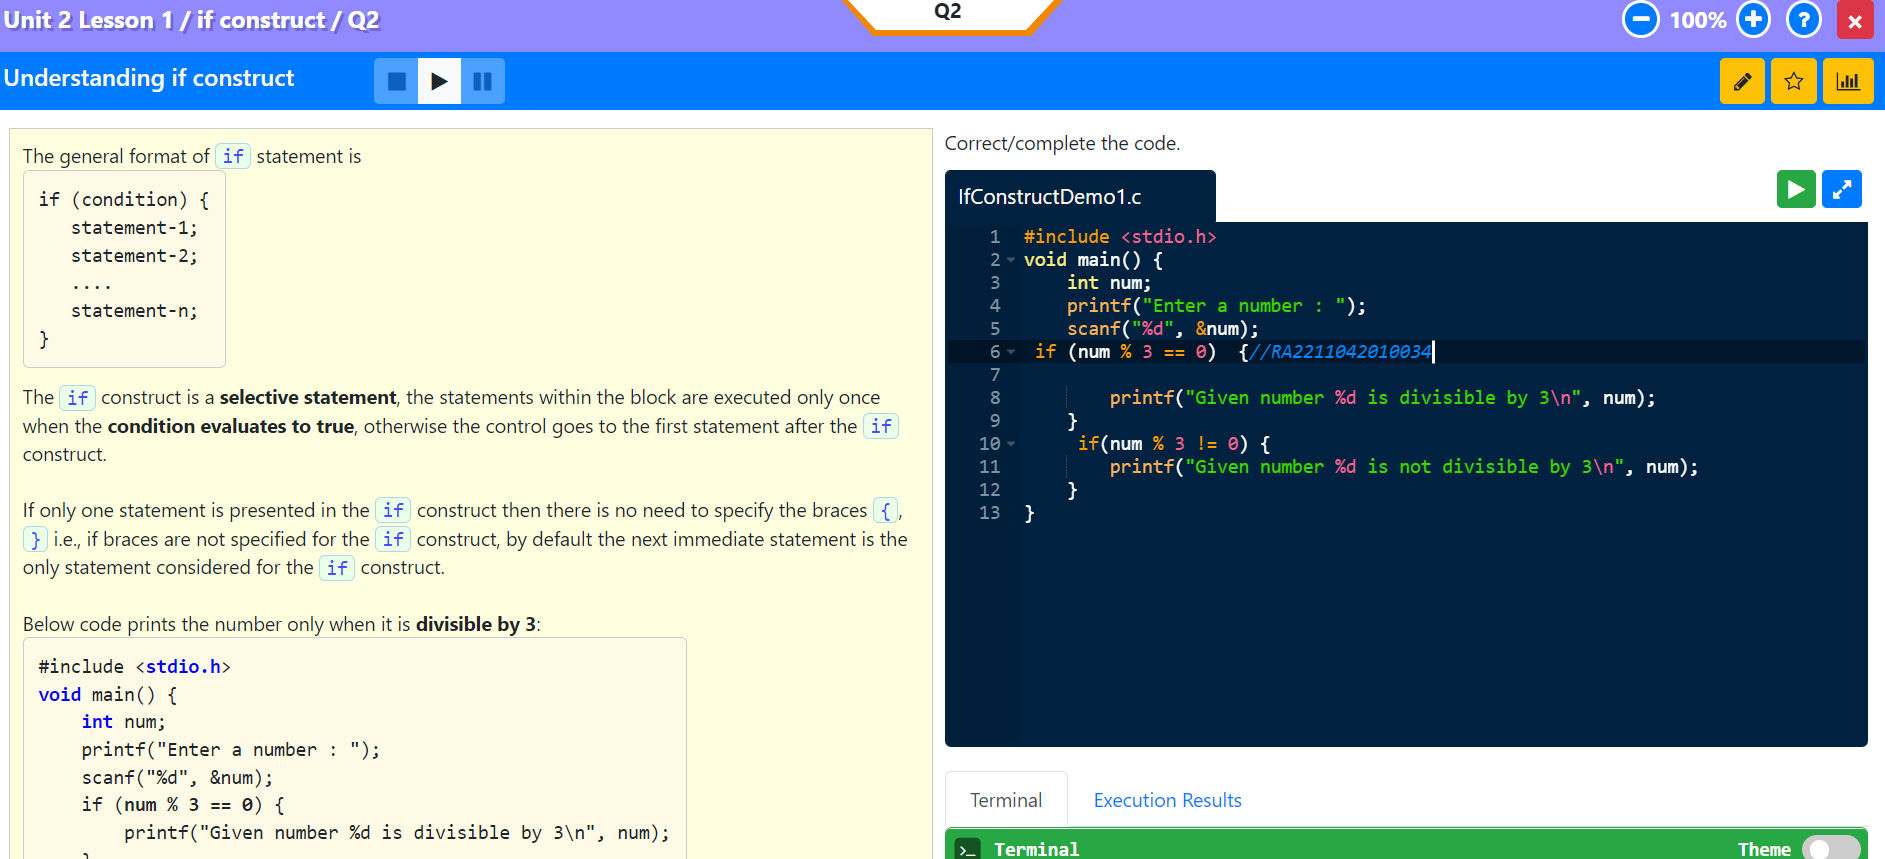 Unit 2 Lesson 1 / if construct / Q2
Q2
100%
?
×
Understanding if construct
The general format of if statement is
if (condition) {
statement-1;
statement-2;
....
statement-n;
}
The if construct is a selective statement, the statements within the block are executed only once
when the condition evaluates to true, otherwise the control goes to the first statement after the if
construct.
If only one statement is presented in the if construct then there is no need to specify the braces {,
} i.e., if braces are not specified for the if construct, by default the next immediate statement is the
only statement considered for the if construct.
Below code prints the number only when it is divisible by 3:
#include <stdio.h>
void main() {
int num;
printf("Enter a number : ");
scanf("%d", &num);
if (num % 3 == 0) {
printf("Given number %d is divisible by 3\n", num);
}
Correct/complete the code.
IfConstructDemo1.c
1 #include <stdio.h>
2 void main() {
3 int num;
4 printf("Enter a number : ");
5 scanf("%d", &num);
6 if (num % 3 == 0) {//RA2211042010034
7
8 printf("Given number %d is divisible by 3\n", num);
9 }
10 if(num % 3 != 0) {
11 printf("Given number %d is not divisible by 3\n", num);
12 }
13 }
Terminal
Execution Results
>_ Terminal
Theme